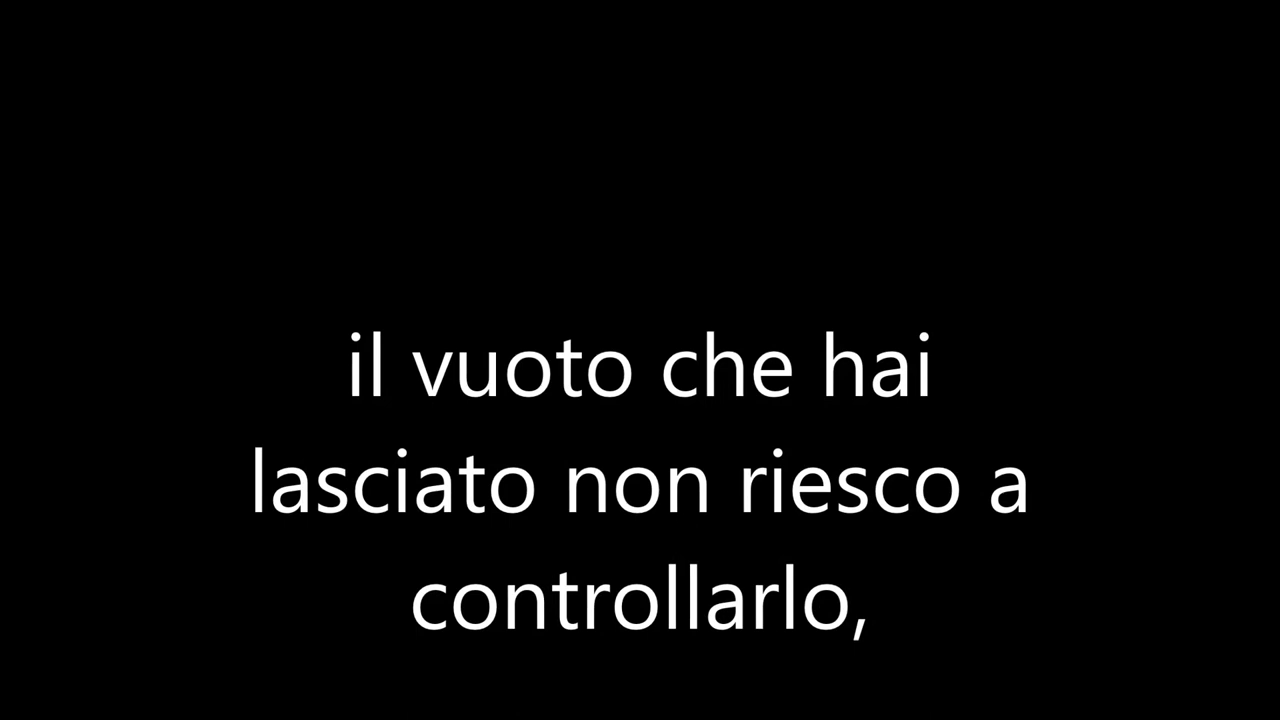 il vuoto che hai
lasciato non riesco a
controllarlo,